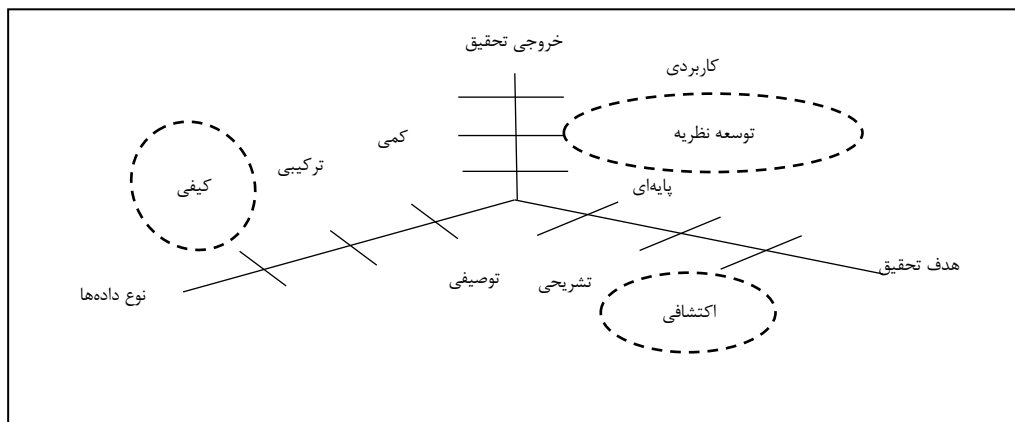 خروجی تحقیق
کاربردی
توسعه نظریه
کمی
ترکیبی
کیفی
پایه‌ای
هدف تحقیق
تشریحی
توصیفی
نوع داده‌ها
اکتشافی